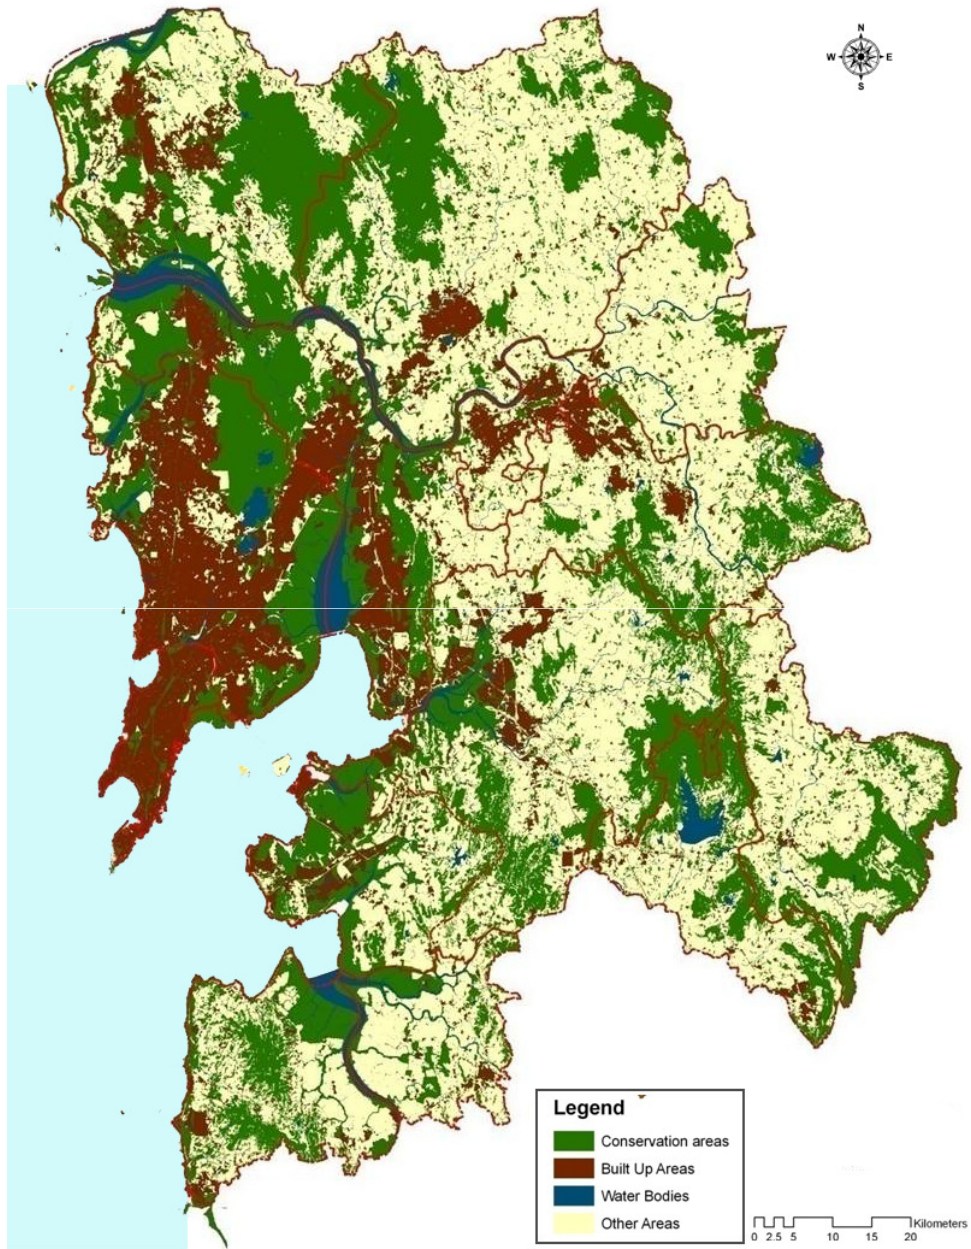 N
W E
S
Legend
Conservation areas
Built Up Areas
Water Bodies
Other Areas
Kilometers
0 2.5 5 10 15 20